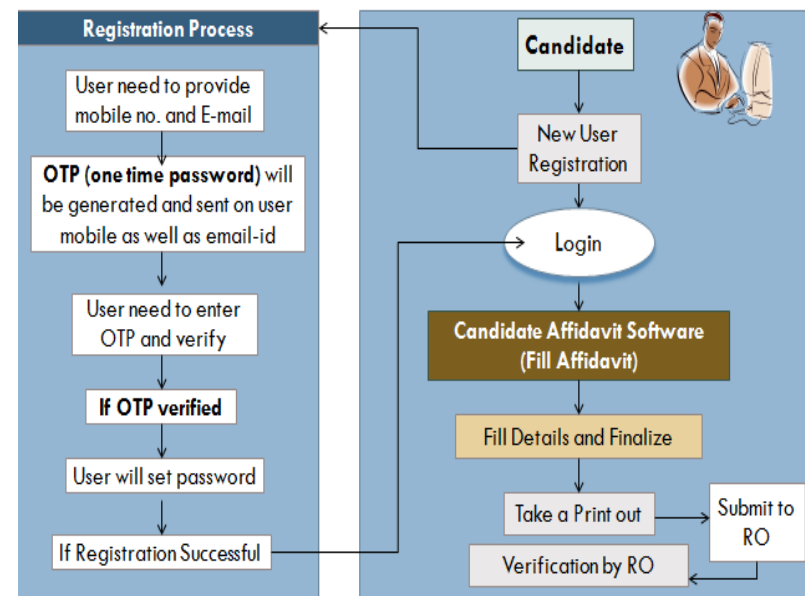 Registration Process
User need to provide
mobile no. and E-mail
OTP (one time password) will
be generated and sent on user
mobile as well as email-id
User need to enter
OTP and verify
If OTP verified
User will set password
If Registration Successful
Candidate
New User
Registration
Login
Candidate Affidavit Software
(Fill Affidavit)
Fill Details and Finalize
Take a Print out
Submit to
RO
Verification by RO